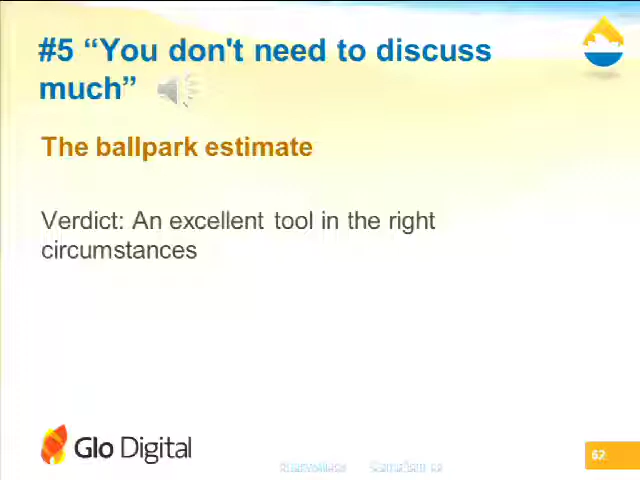 #5 “You don't need to discuss
much”
The ballpark estimate
Verdict: An excellent tool in the right
circumstances
Glo Digital
62